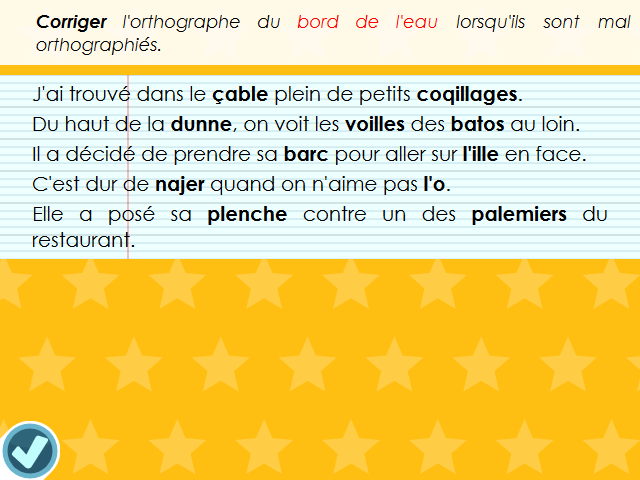 Corriger l'orthographe du bord de l'eau lorsqu'ils sont mal
orthographiés.
J'ai trouvé dans le çable plein de petits coqillages.
Du haut de la dunne, on voit les voilles des batos au loin.
Il a décidé de prendre sa barc pour aller sur l'ille en face.
C'est dur de najer quand on n'aime pas l'o.
Elle a posé sa plenche contre un des palemiers du
restaurant.